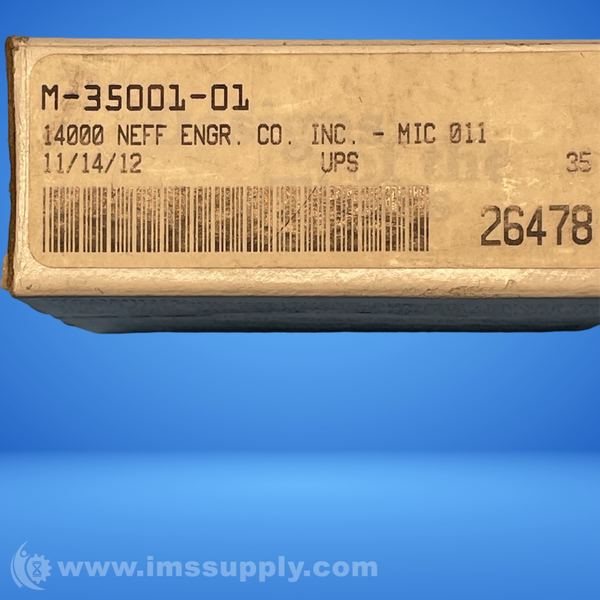 M-35001-01
14000 NEFF ENGR. CO. INC. - MIC 011
11/14/12 UPS 35
26478
www.imssupply.com